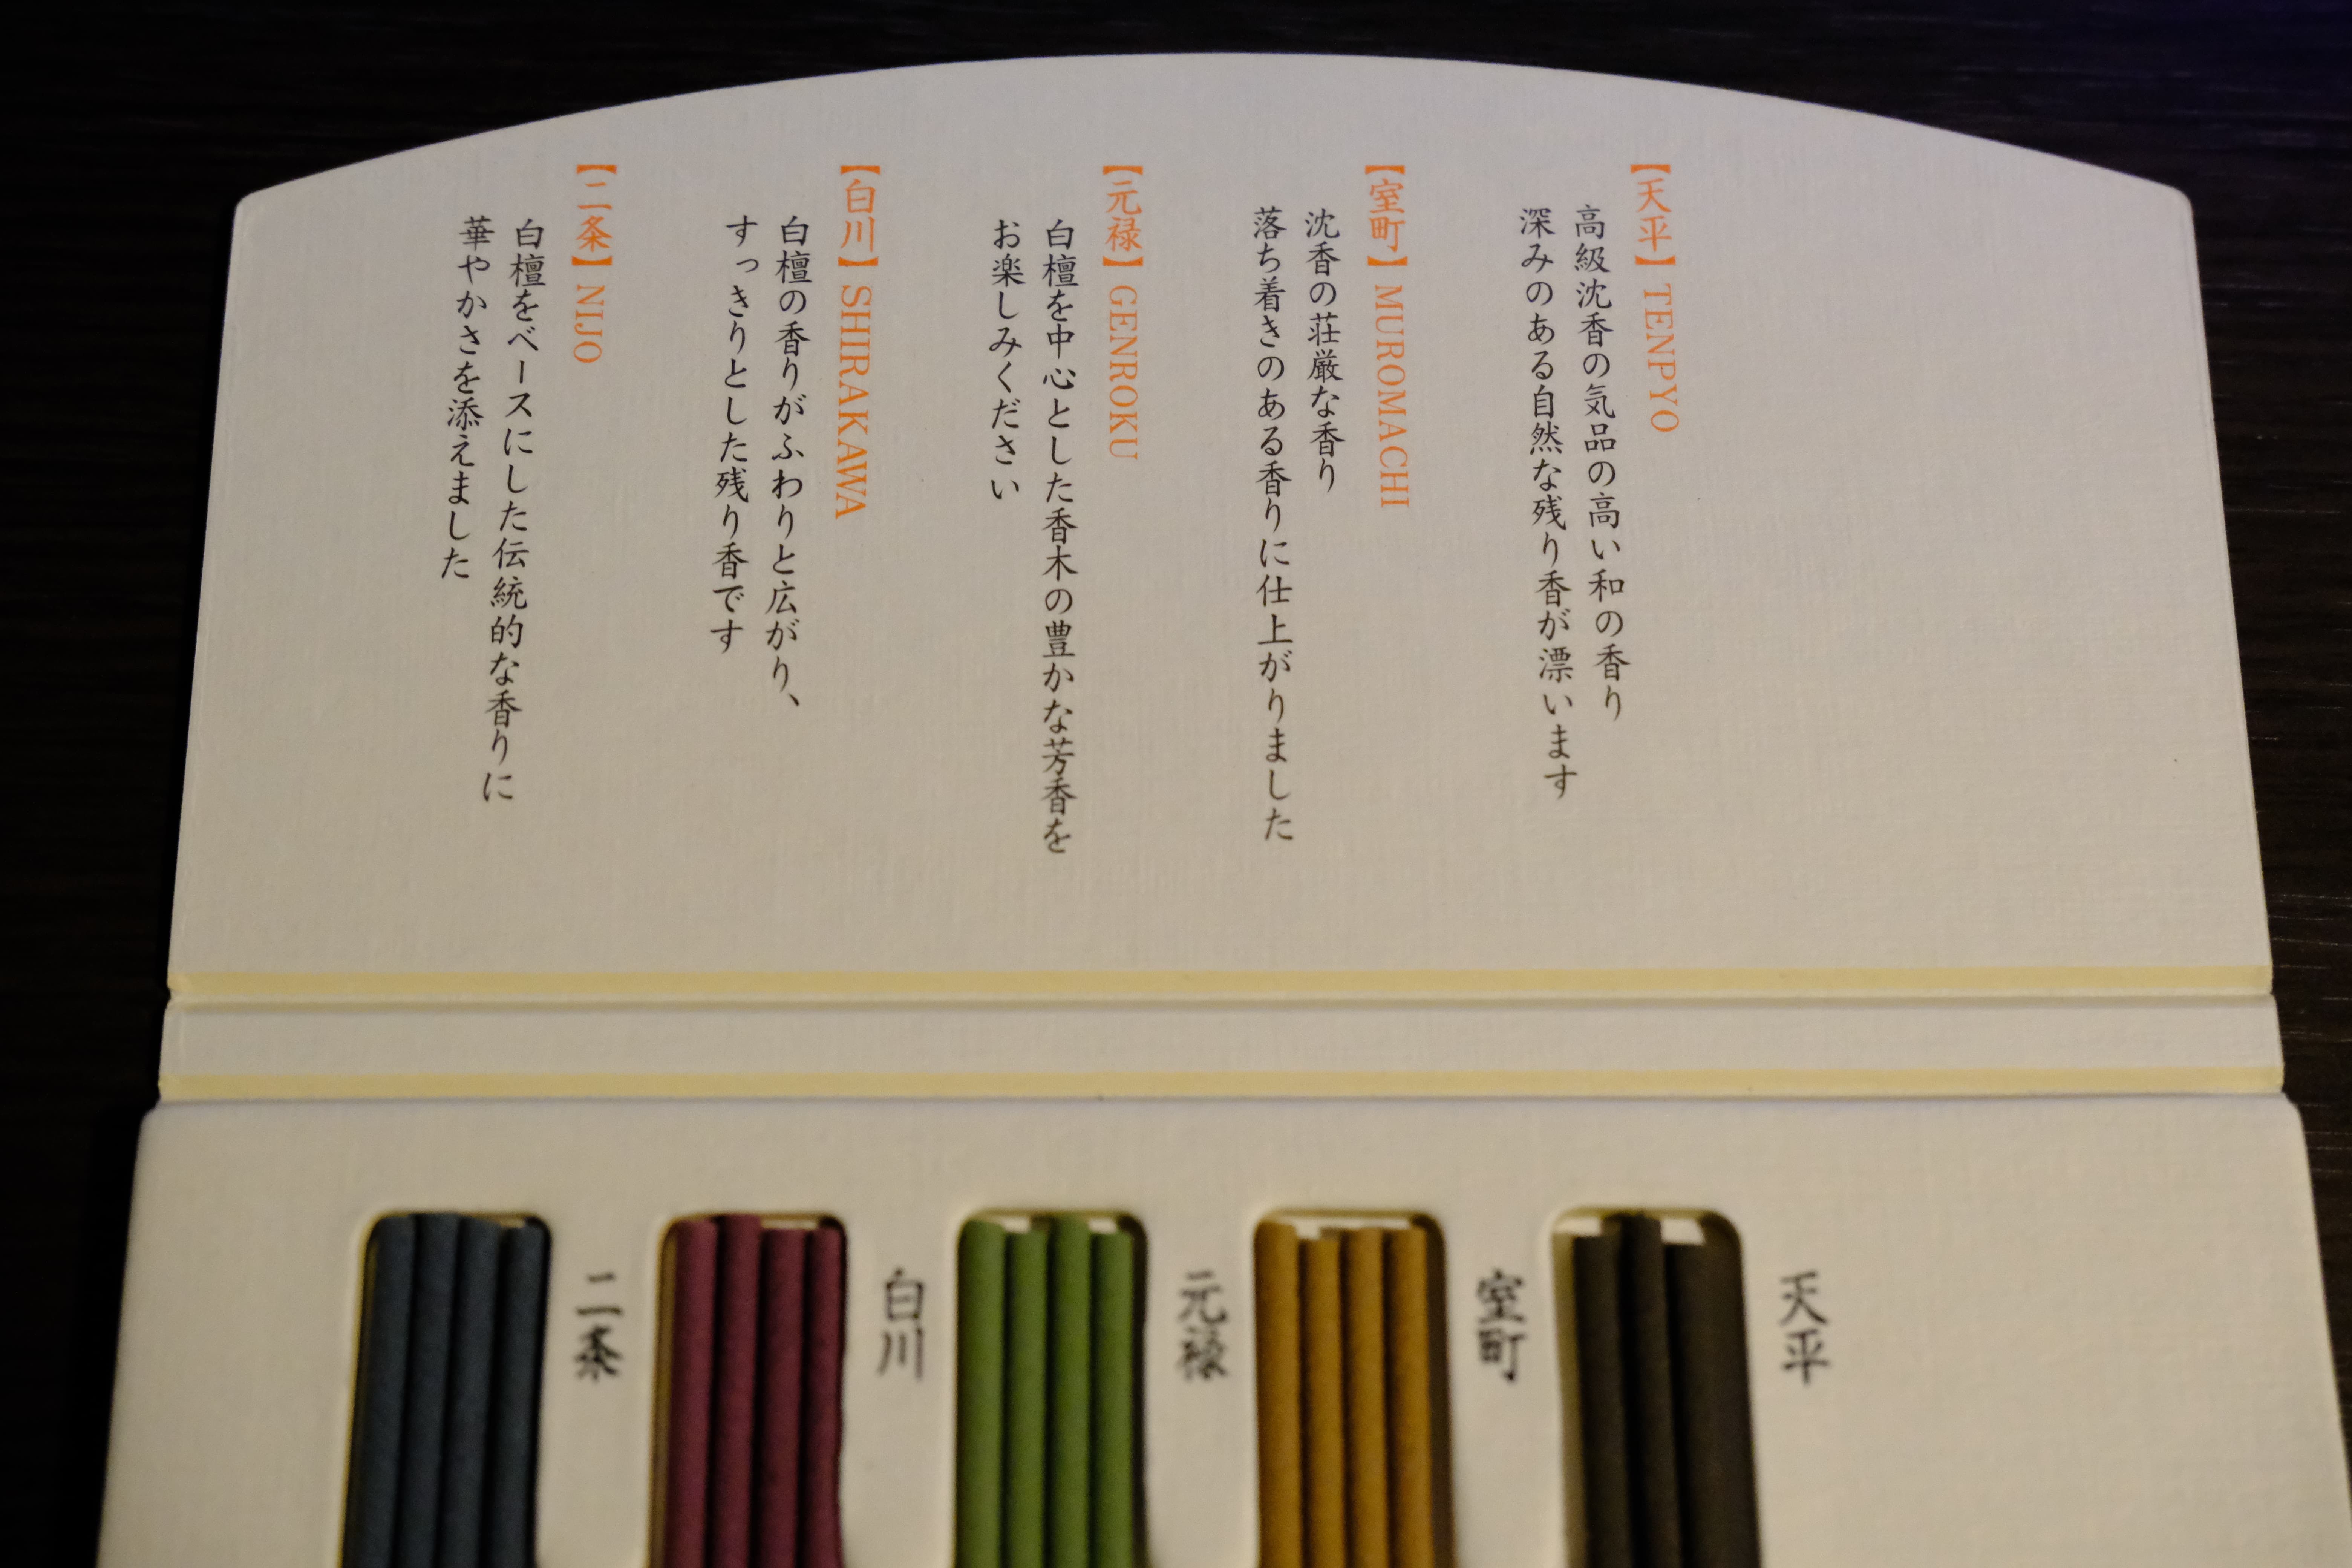 【天平】TENPYO
高級沈香の気品の高い和の香り
深みのある自然な残り香が漂います
【室町】MUROMACHI
沈香の荘厳な香り
落ち着きのある香りに仕上がりました
【元禄】GENROKU
白檀を中心とした香木の豊かな芳香を
お楽しみください
【白川】SHIRAKAWA
白檀の香りがふわりと広がり、
すっきりとした残り香です
【二条】NIJO
白檀をベースにした伝統的な香りに
華やかさを添えました
天平
室町
元禄
白川
二条